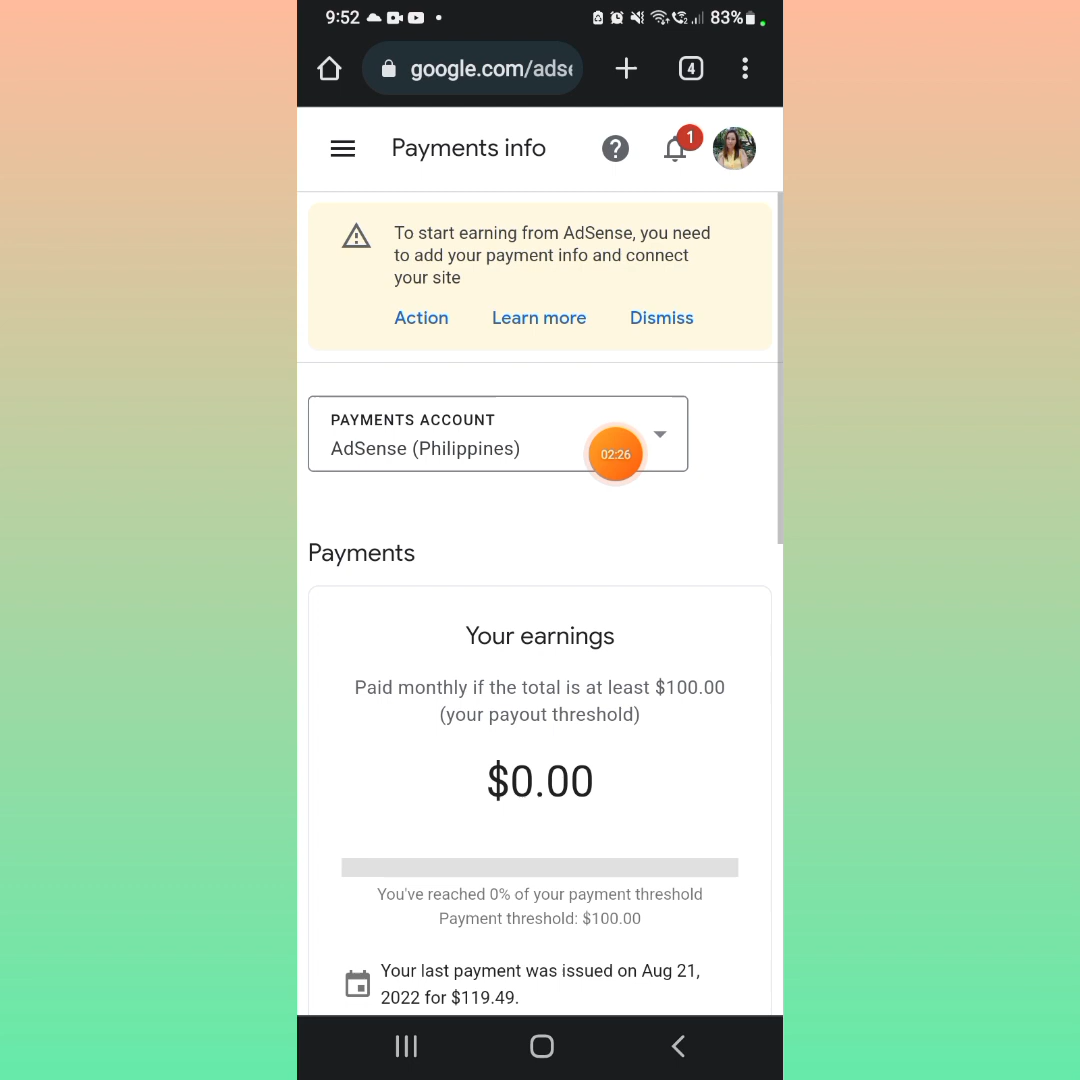 9:52
83%
google.com/adse
4
Payments info
1
To start earning from AdSense, you need
to add your payment info and connect
your site
Action Learn more Dismiss
PAYMENTS ACCOUNT
AdSense (Philippines)
02:26
Payments
Your earnings
Paid monthly if the total is at least $100.00
(your payout threshold)
$0.00
You've reached 0% of your payment threshold
Payment threshold: $100.00
Your last payment was issued on Aug 21,
2022 for $119.49.